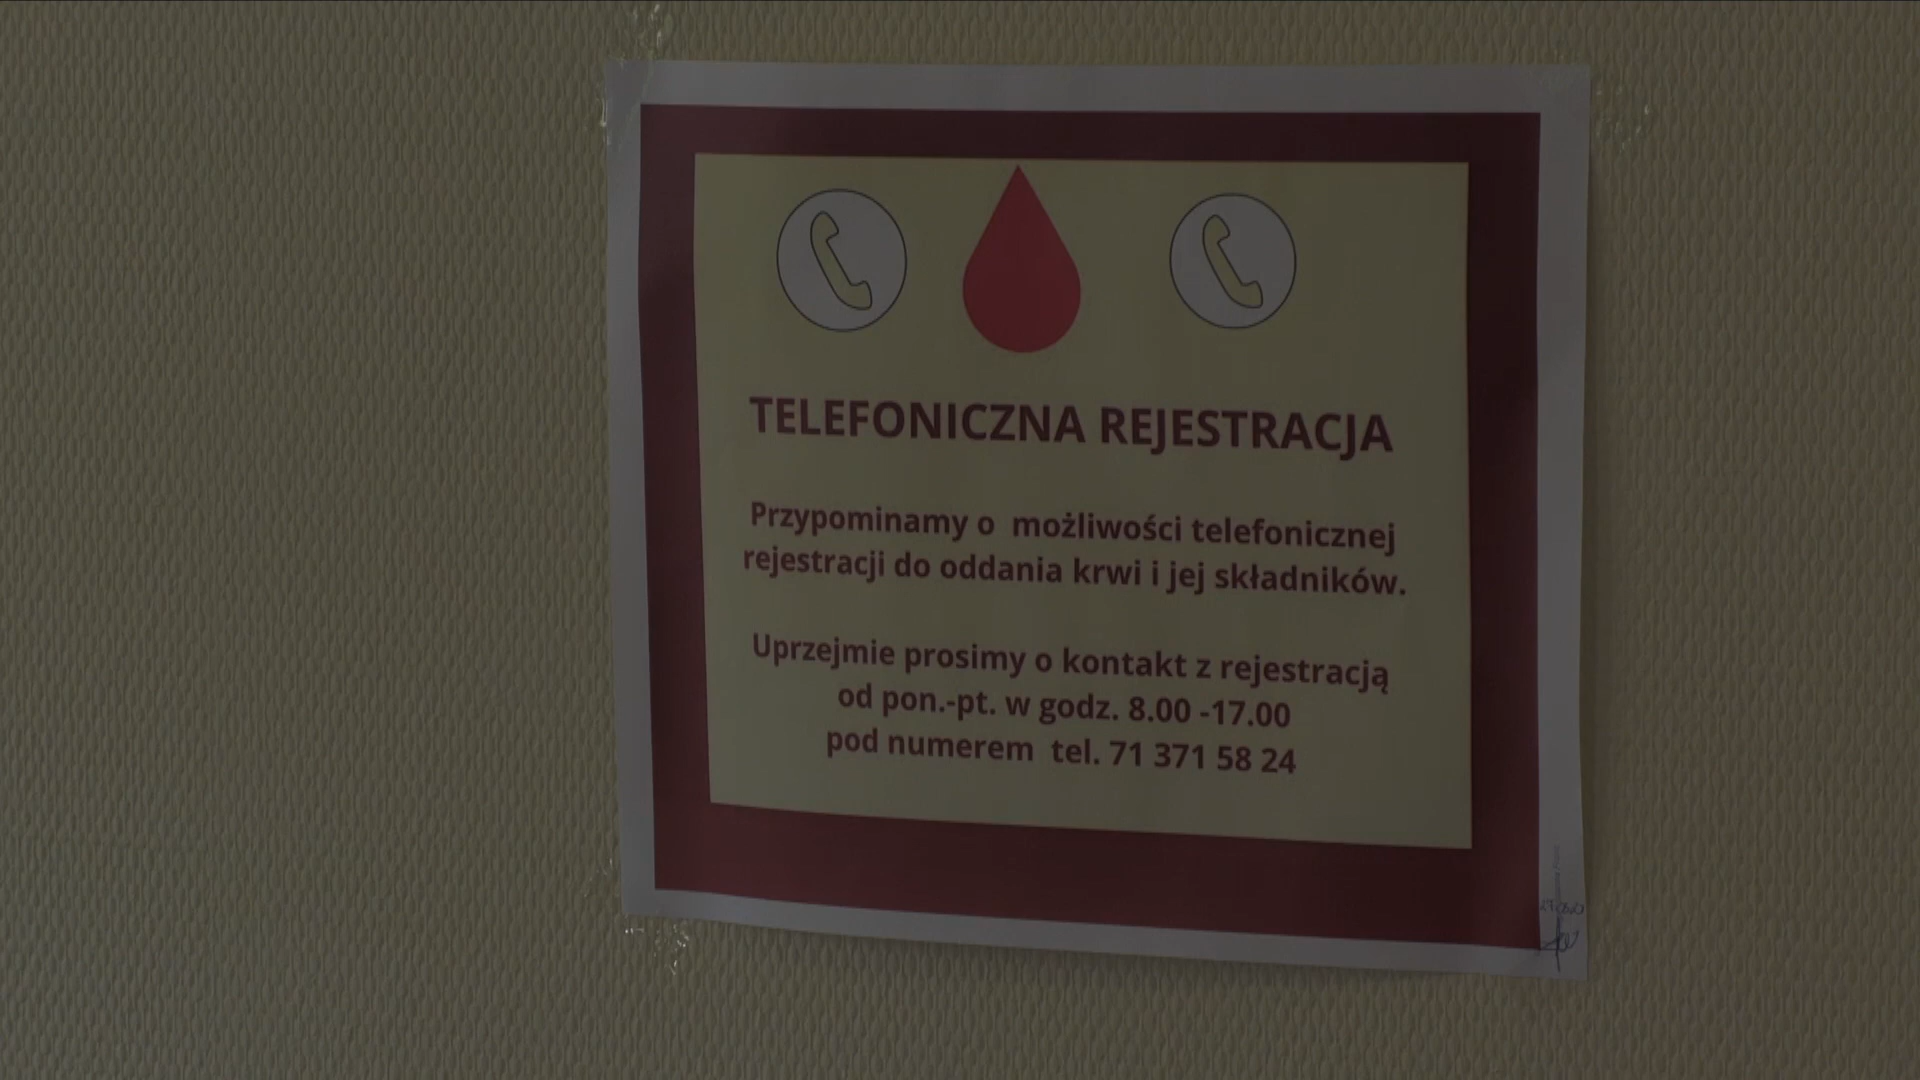 TELEFONICZNA REJESTRACJA
Przypominamy o możliwości telefonicznej
rejestracji do oddania krwi i jej składników.
Uprzejmie prosimy o kontakt z rejestracją
od pon.-pt. w godz. 8.00 -17.00
pod numerem tel. 71 371 58 24